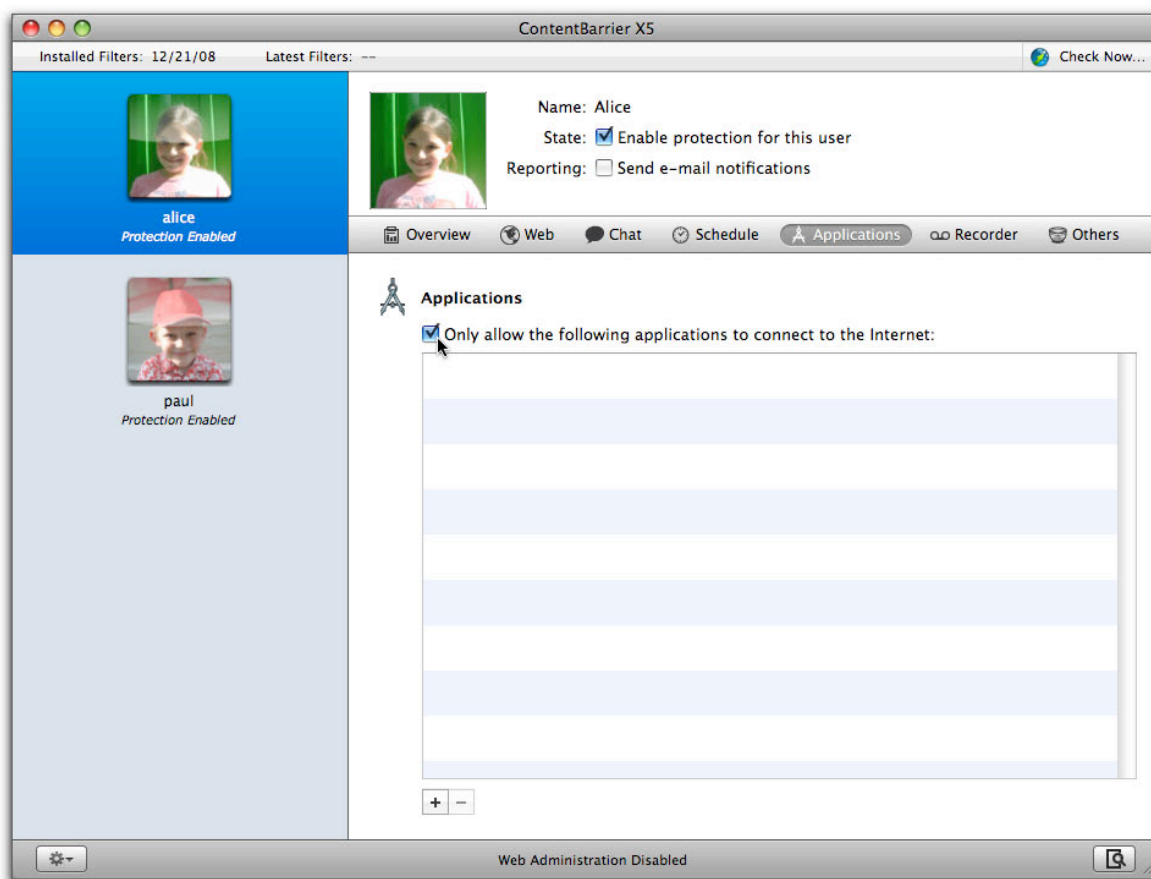 ContentBarrier X5
Installed Filters: 12/21/08 Latest Filters: -- Check Now...
alice
Protection Enabled
paul
Protection Enabled
Name: Alice
State: Enable protection for this user
Reporting: Send e-mail notifications
Overview Web Chat Schedule Applications Recorder Others
Applications
Only allow the following applications to connect to the Internet:
+ −
Web Administration Disabled